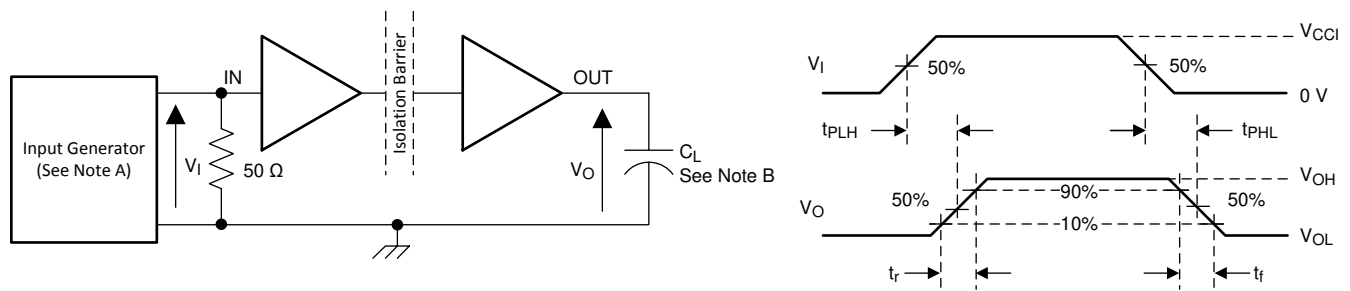 Input Generator
(See Note A)
V_I
IN
50 Ω
Isolation Barrier
OUT
V_O
C_L
See Note B
V_I
50%
50%
V_CCI
0 V
t_PLH
t_PHL
V_O
50%
90%
50%
10%
V_OH
V_OL
t_r
t_f